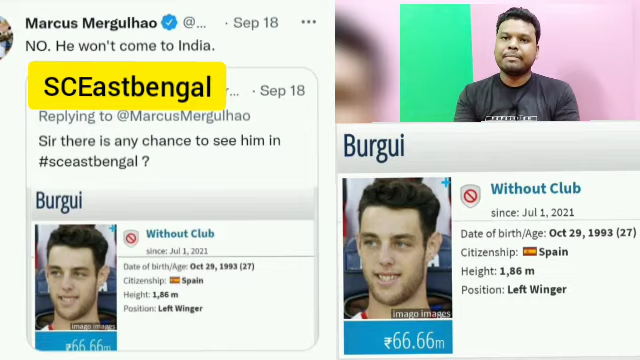 Marcus Mergulhao @... · Sep 18 ...
NO. He won't come to India.
SCEastbengal
... · Sep 18
Replying to @MarcusMergulhao
Sir there is any chance to see him in
#sceastbengal ?
Burgui
+
Without Club
since: Jul 1, 2021
Date of birth/Age: Oct 29, 1993 (27)
Citizenship: Spain
Height: 1,86 m
Position: Left Winger
imago images
₹66.66m
Burgui
+
Without Club
since: Jul 1, 2021
Date of birth/Age: Oct 29, 1993 (27)
Citizenship: Spain
Height: 1,86 m
Position: Left Winger
imago images
₹66.66m